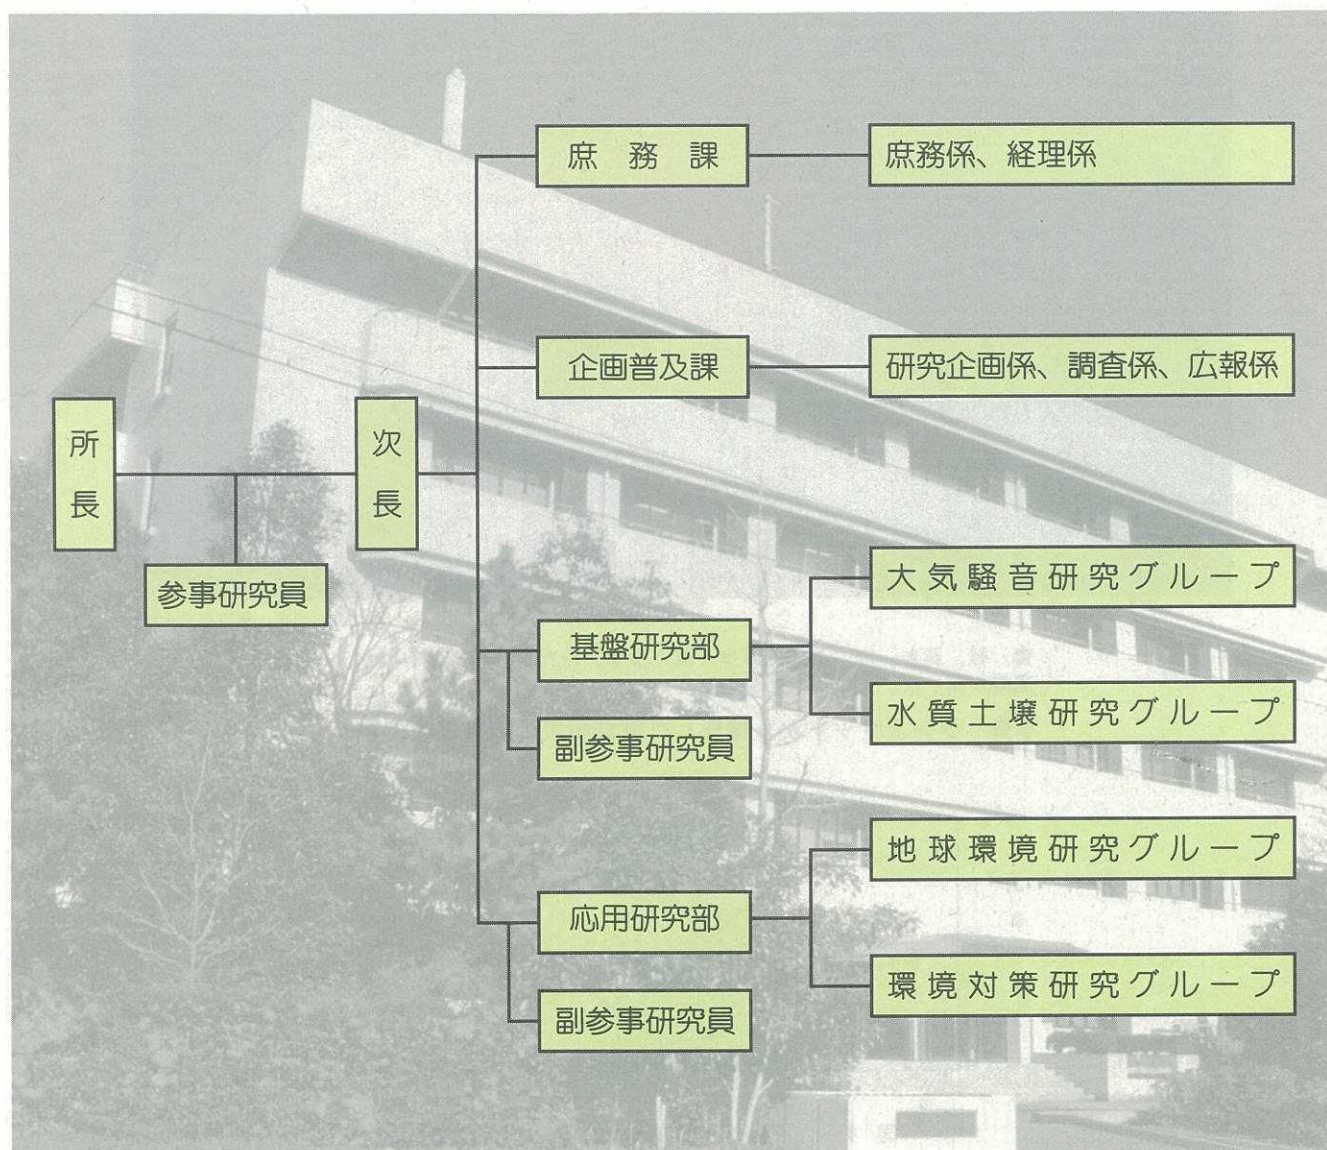 所長
参事研究員
次長
庶務課
庶務係、経理係
企画普及課
研究企画係、調査係、広報係
基盤研究部
副参事研究員
大気騒音研究グループ
水質土壌研究グループ
応用研究部
副参事研究員
地球環境研究グループ
環境対策研究グループ